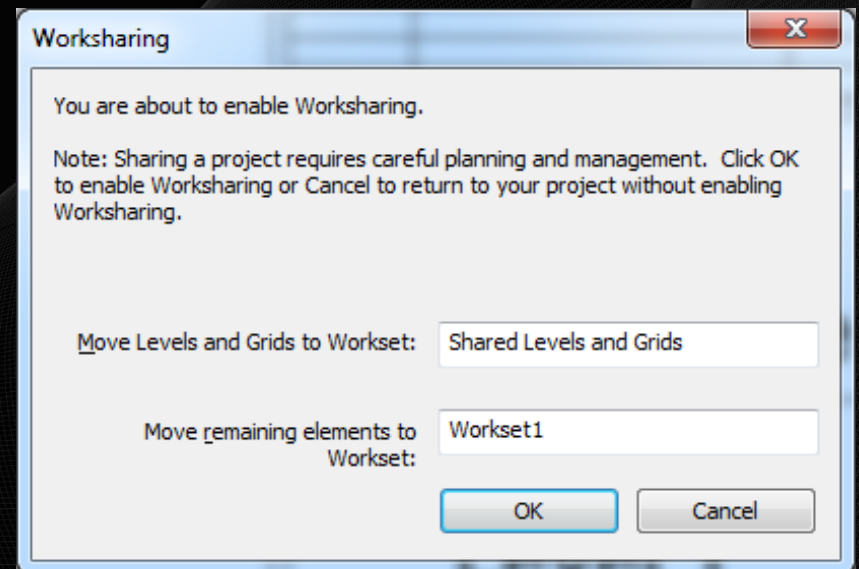 Worksharing
You are about to enable Worksharing.
Note: Sharing a project requires careful planning and management. Click OK
to enable Worksharing or Cancel to return to your project without enabling
Worksharing.
Move Levels and Grids to Workset:
Shared Levels and Grids
Move remaining elements to
Workset:
Workset1
OK
Cancel